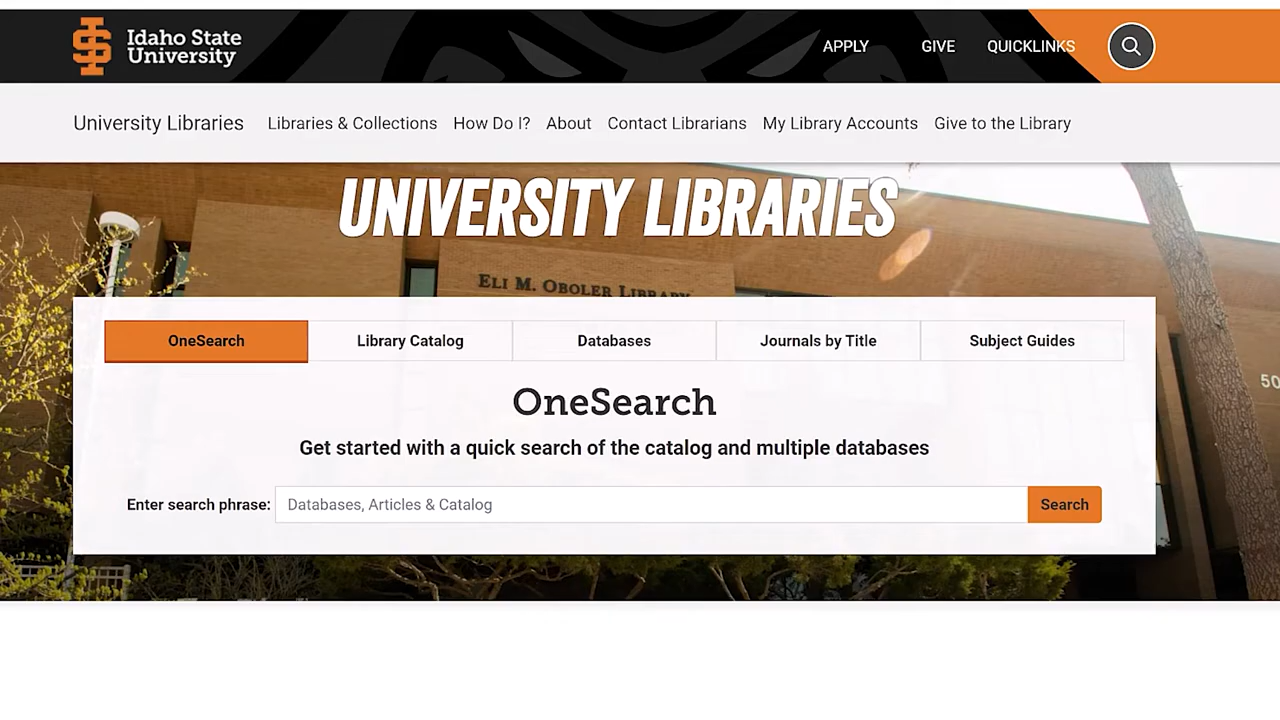 Idaho State
University
APPLY GIVE QUICKLINKS
University Libraries Libraries & Collections How Do I? About Contact Librarians My Library Accounts Give to the Library
UNIVERSITY LIBRARIES
ELI M. OBOLER LIBRARY
OneSearch Library Catalog Databases Journals by Title Subject Guides
50
OneSearch
Get started with a quick search of the catalog and multiple databases
Enter search phrase: Databases, Articles & Catalog Search